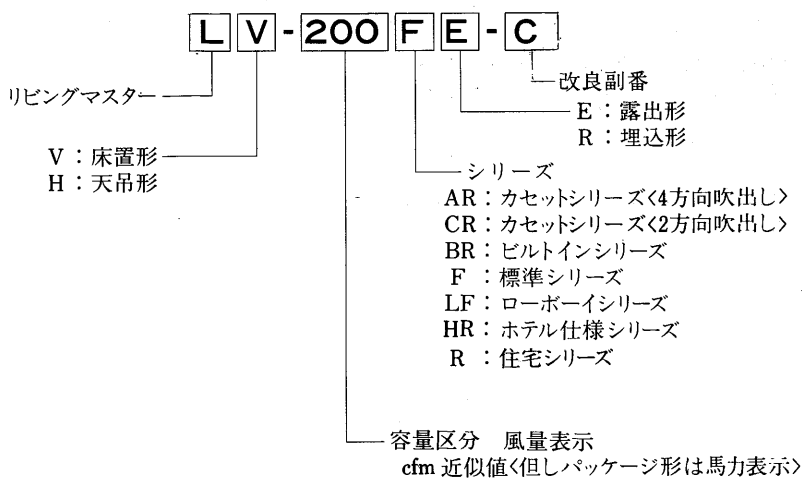 LV-200FE-C
リビングマスター
V：床置形
H：天吊形
改良副番
E：露出形
R：埋込形
シリーズ
AR：カセットシリーズ<4方向吹出し>
CR：カセットシリーズ<2方向吹出し>
BR：ビルトインシリーズ
F：標準シリーズ
LF：ローボーイシリーズ
HR：ホテル仕様シリーズ
R：住宅シリーズ
容量区分　風量表示
cfm 近似値<但しパッケージ形は馬力表示>